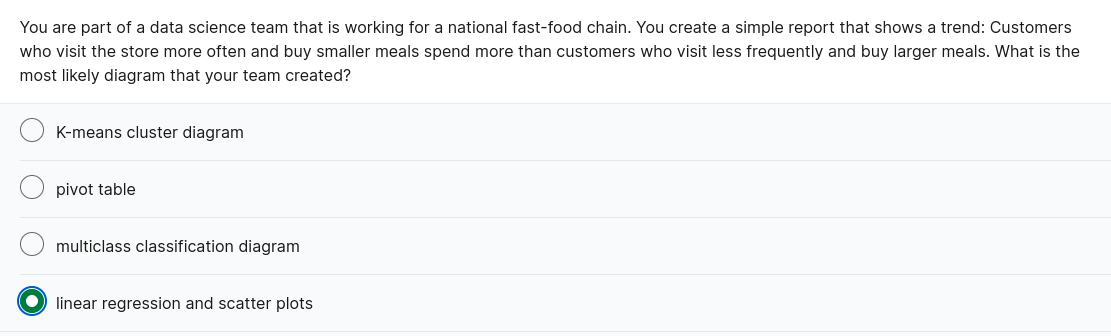 You are part of a data science team that is working for a national fast-food chain. You create a simple report that shows a trend: Customers
who visit the store more often and buy smaller meals spend more than customers who visit less frequently and buy larger meals. What is the
most likely diagram that your team created?
K-means cluster diagram
pivot table
multiclass classification diagram
linear regression and scatter plots